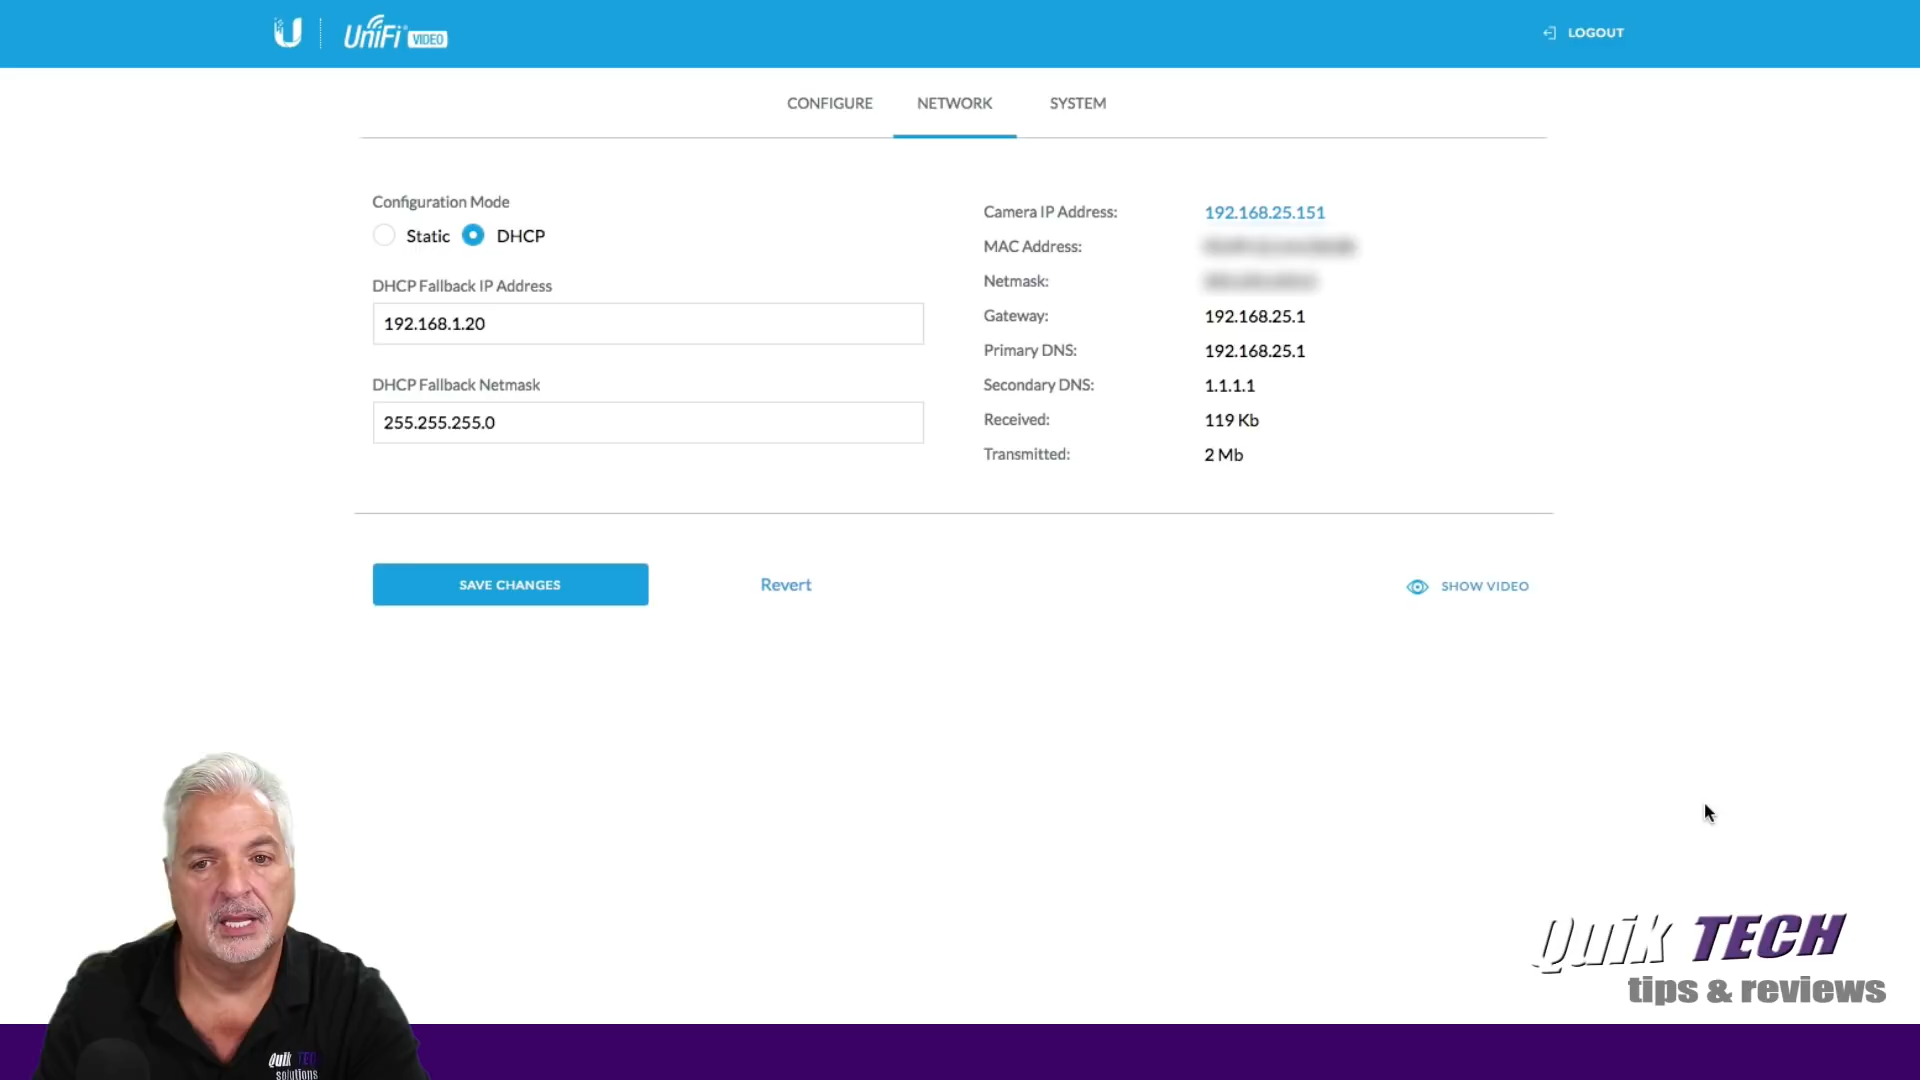 UniFi VIDEO
LOGOUT
CONFIGURE NETWORK SYSTEM
Configuration Mode
Static DHCP
DHCP Fallback IP Address
192.168.1.20
DHCP Fallback Netmask
255.255.255.0
Camera IP Address: 192.168.25.151
MAC Address:
Netmask:
Gateway: 192.168.25.1
Primary DNS: 192.168.25.1
Secondary DNS: 1.1.1.1
Received: 119 Kb
Transmitted: 2 Mb
SAVE CHANGES
Revert
SHOW VIDEO
Quik TECH
tips & reviews
Quik TEC
solutions